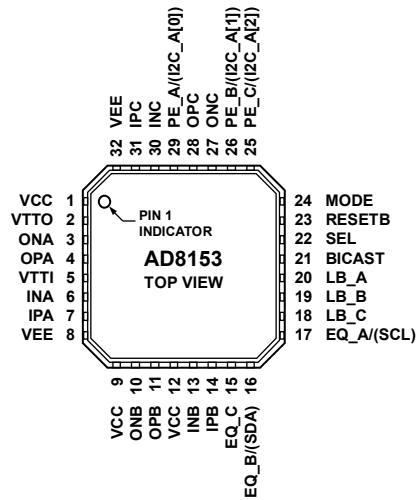 32 VEE
31 IPC
30 INC
29 PE_A/(I2C_A[0])
28 OPC
27 ONC
26 PE_B/(I2C_A[1])
25 PE_C/(I2C_A[2])
VCC 1
VTTO 2
ONA 3
OPA 4
VTTI 5
INA 6
IPA 7
VEE 8
PIN 1
INDICATOR
AD8153
TOP VIEW
24 MODE
23 RESETB
22 SEL
21 BICAST
20 LB_A
19 LB_B
18 LB_C
17 EQ_A/(SCL)
VCC 9
ONB 10
OPB 11
VCC 12
INB 13
IPB 14
EQ_C 15
EQ_B/(SDA) 16